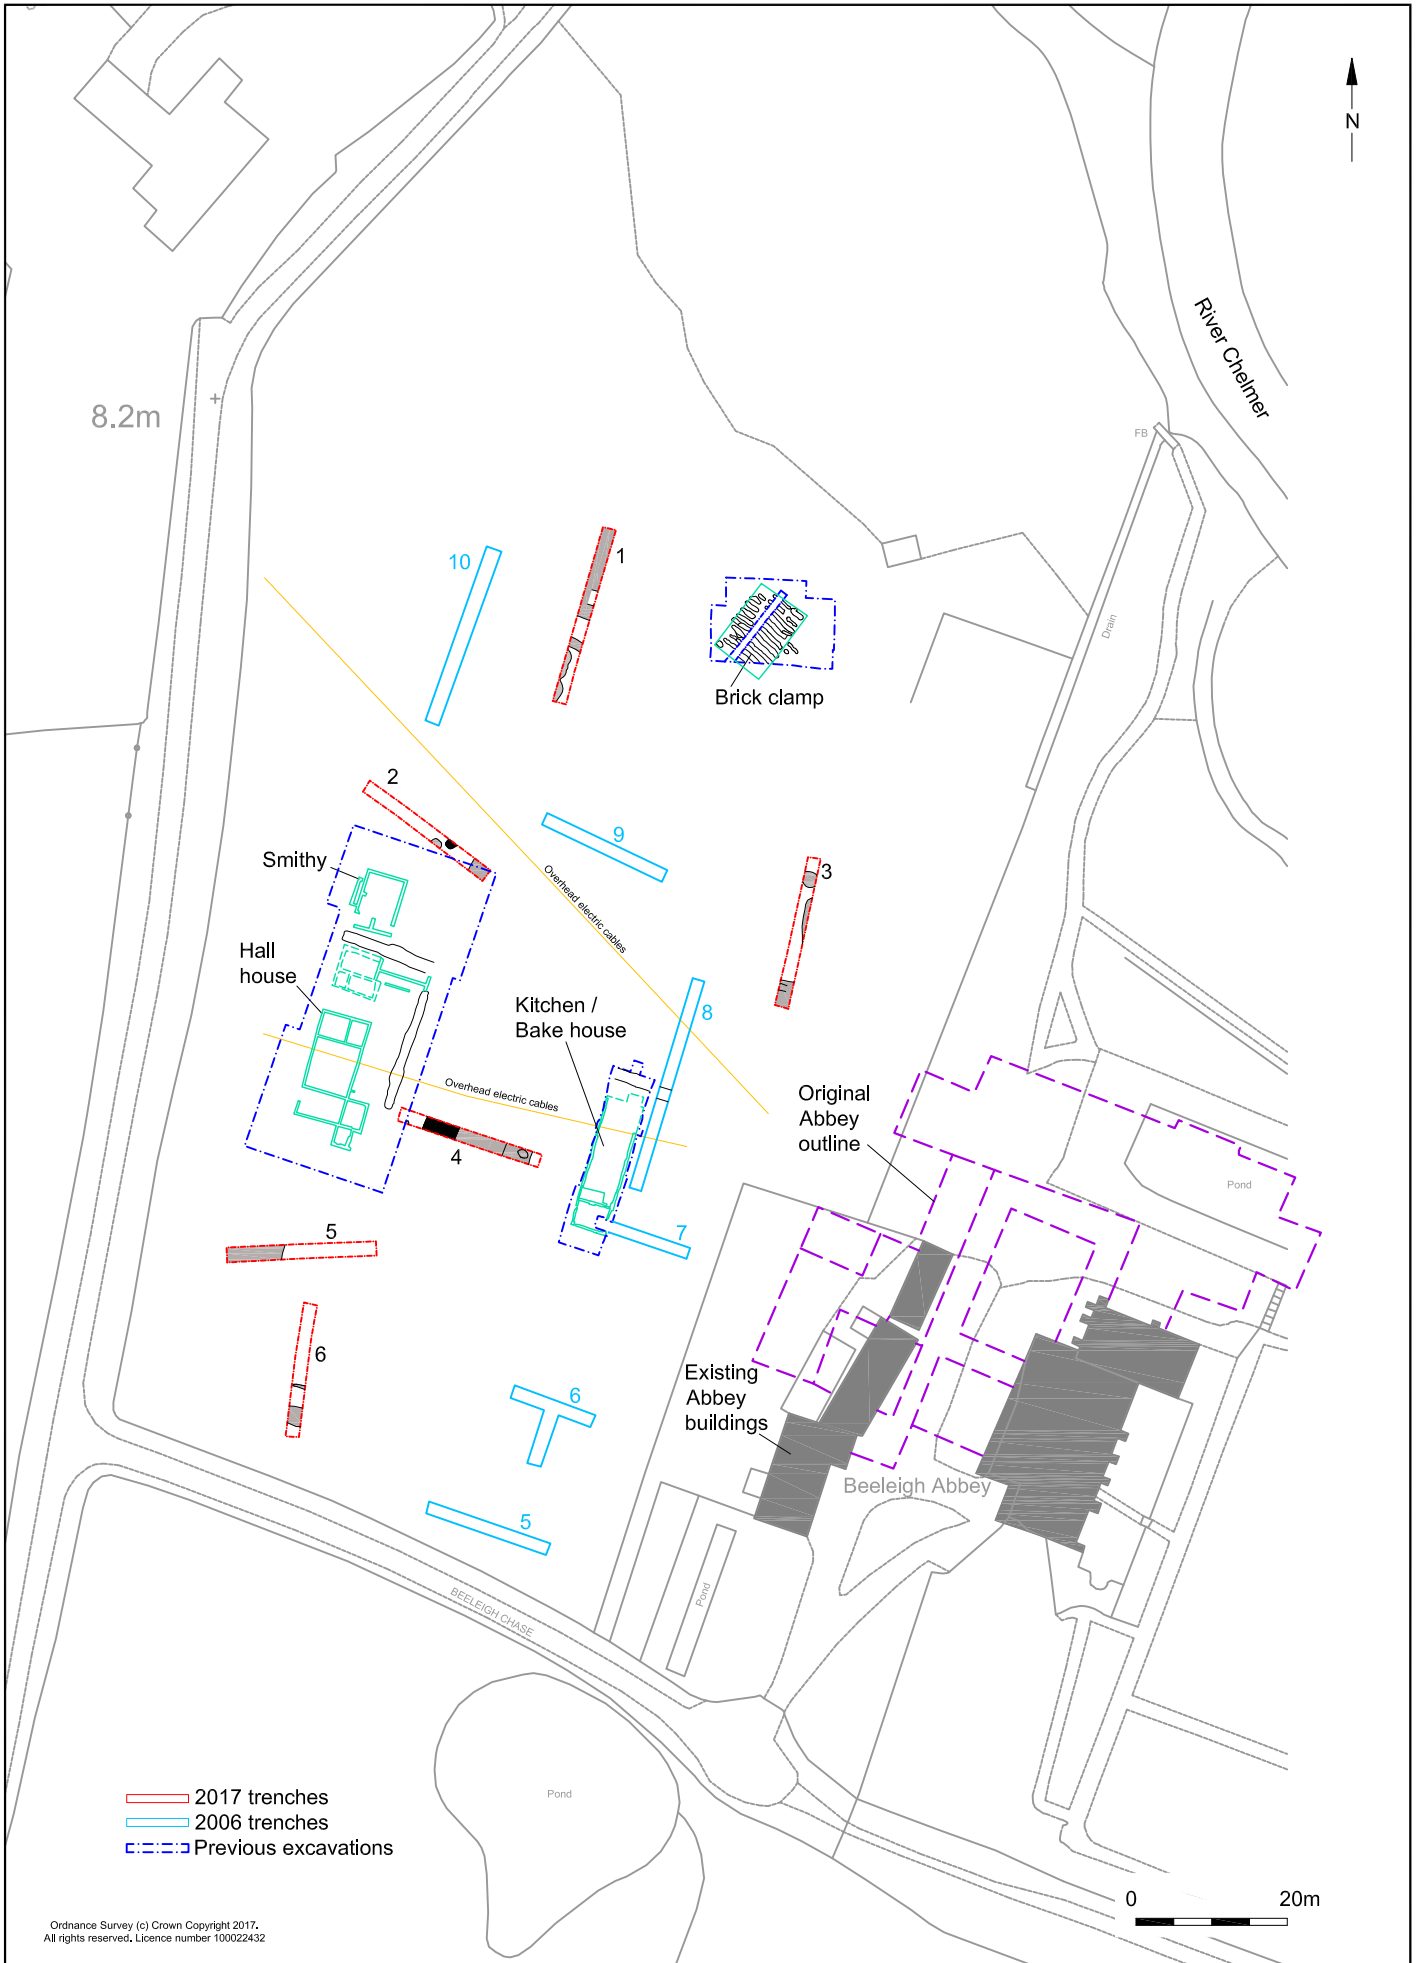 N
River Chelmer
8.2m
FB
10
1
Drain
Brick clamp
2
9
Smithy
3
Overhead electric cables
Hall
house
Kitchen /
Bake house
8
Overhead electric cables
Original
Abbey
outline
4
Pond
7
5
6
Existing
Abbey
buildings
6
Beeleigh Abbey
5
BEELEIGH CHASE
Pond
Pond
2017 trenches
2006 trenches
Previous excavations
0 20m
Ordnance Survey (c) Crown Copyright 2017.
All rights reserved. Licence number 100022432